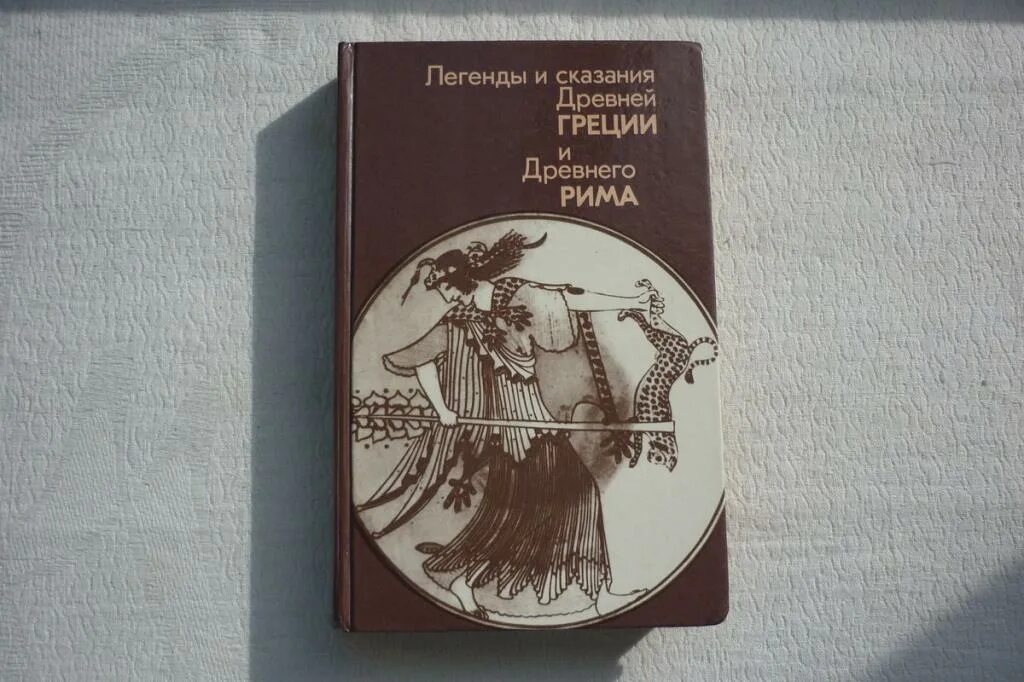 Легенды и сказания
Древней
ГРЕЦИИ
и
Древнего
РИМА